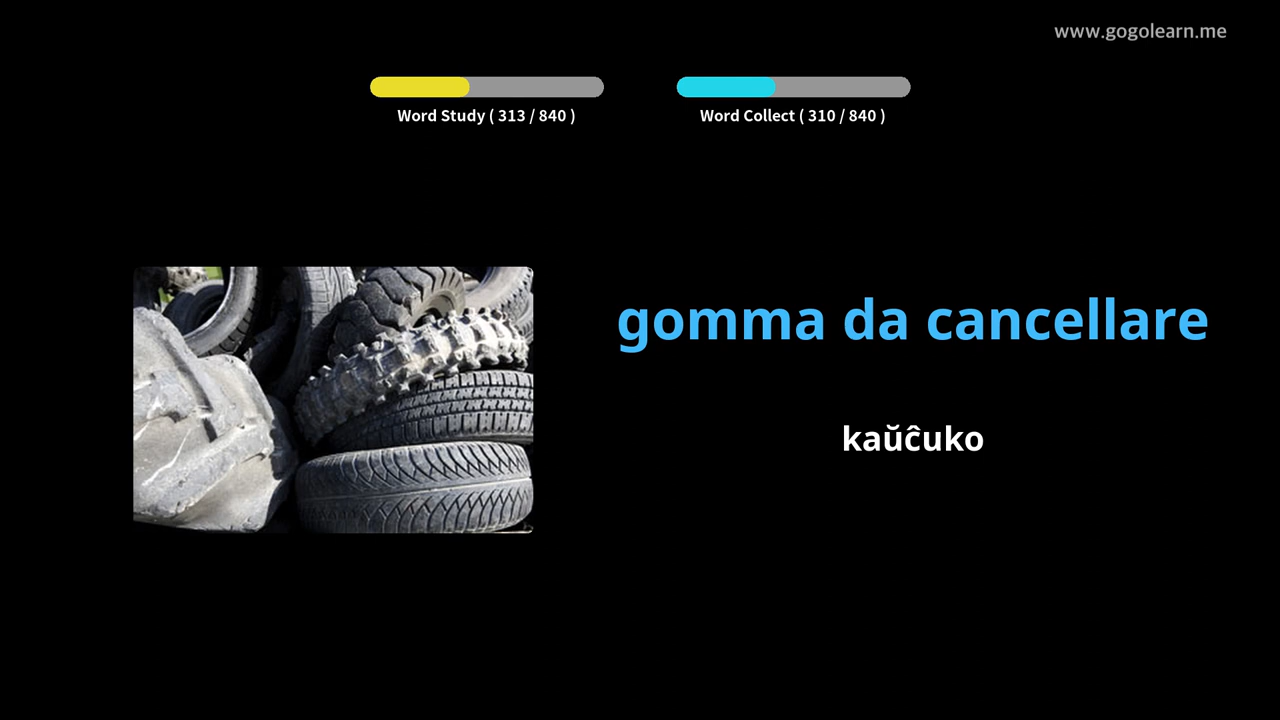 www.gogolearn.me
Word Study ( 313 / 840 )
Word Collect ( 310 / 840 )
gomma da cancellare
kaŭĉuko